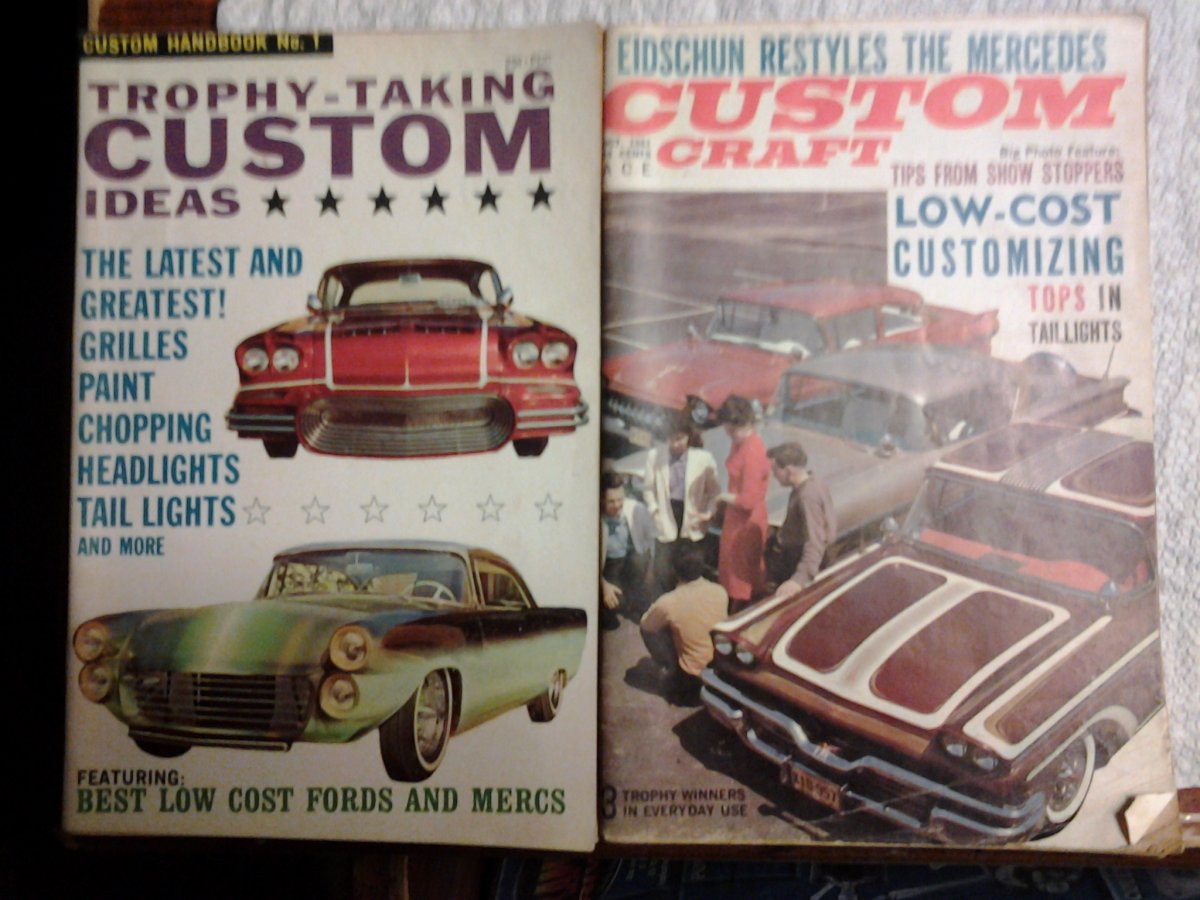 CUSTOM HANDBOOK No. 1
TROPHY-TAKING
CUSTOM
IDEAS
THE LATEST AND
GREATEST!
GRILLES
PAINT
CHOPPING
HEADLIGHTS
TAIL LIGHTS
AND MORE
FEATURING:
BEST LOW COST FORDS AND MERCS
EIDSCHUN RESTYLES THE MERCEDES
CUSTOM
CRAFT
Big Photo Feature:
TIPS FROM SHOW STOPPERS
LOW-COST
CUSTOMIZING
TOPS IN
TAILLIGHTS
3 TROPHY WINNERS
IN EVERYDAY USE